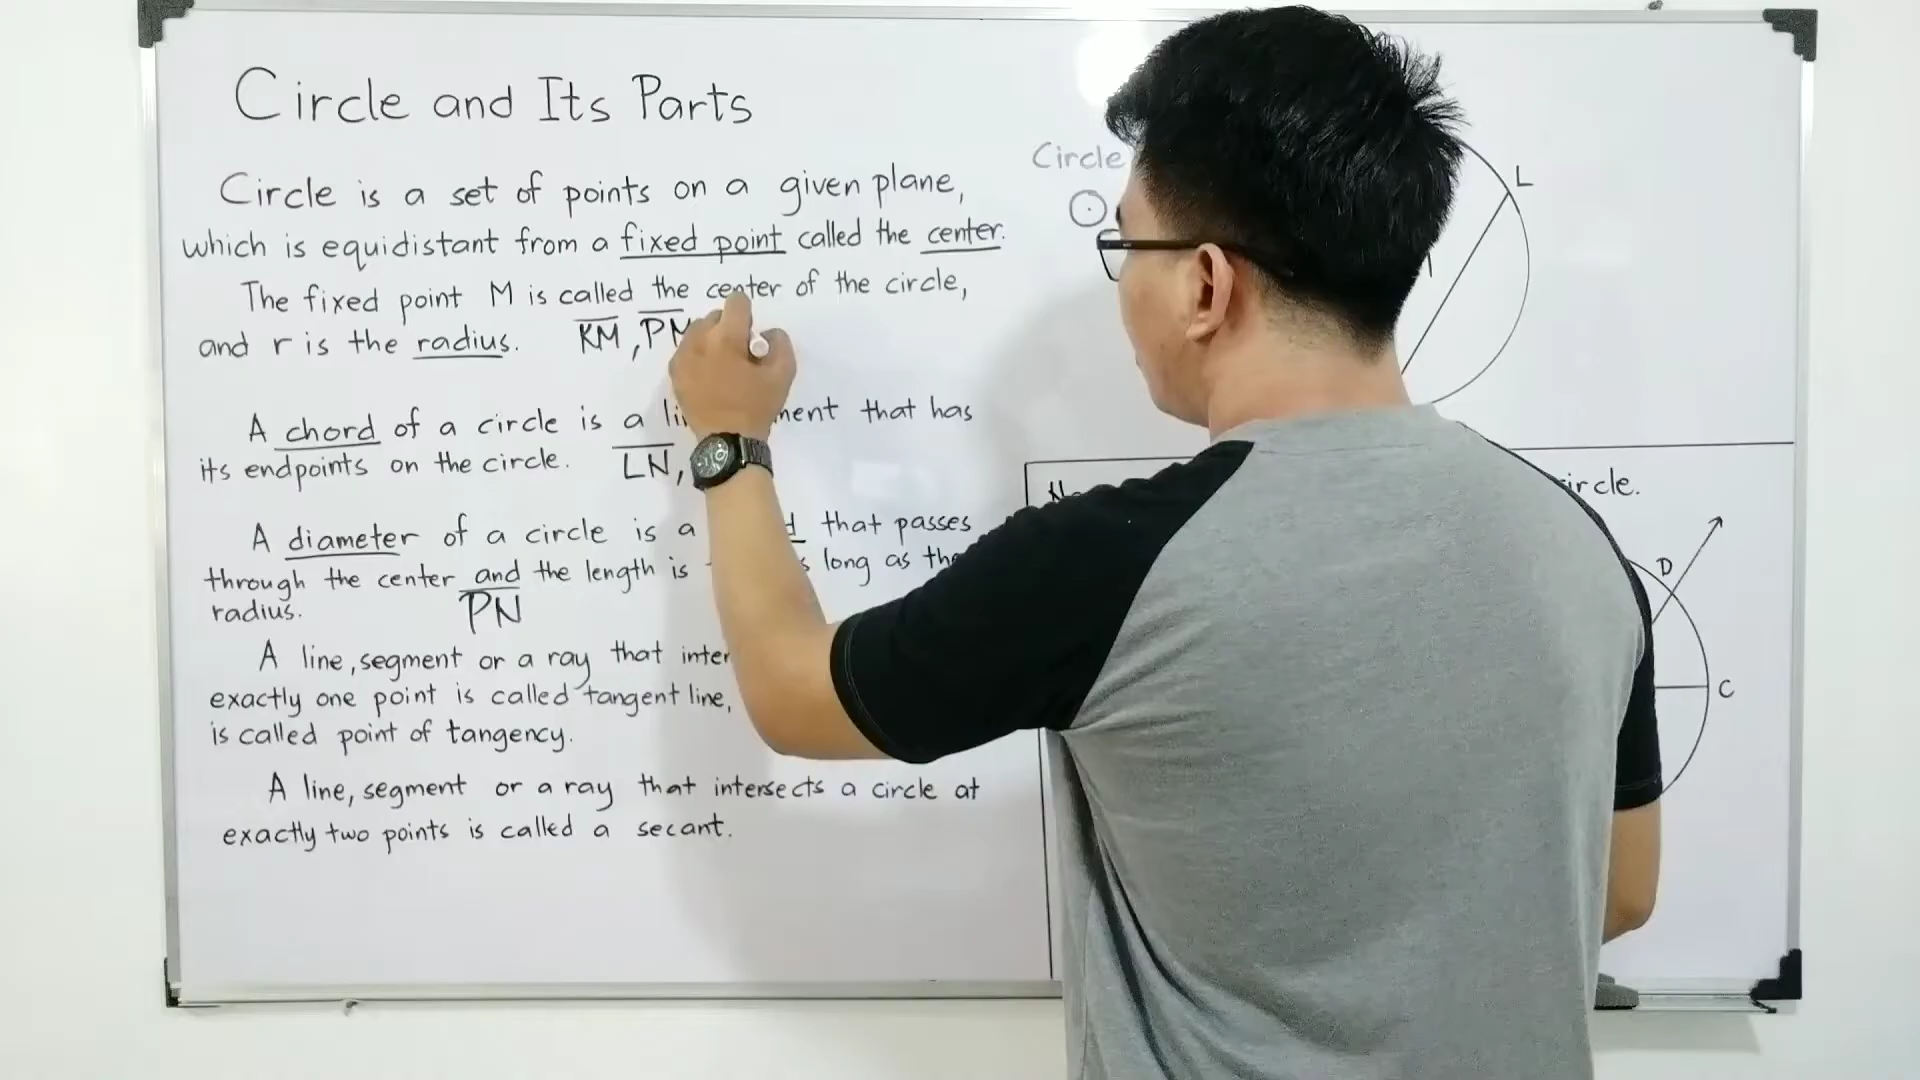 Circle and Its Parts
Circle is a set of points on a given plane,
which is equidistant from a fixed point called the center.
The fixed point M is called the center of the circle,
and r is the radius. KM, PM
A chord of a circle is a that has
its endpoints on the circle. LN,
A diameter of a circle is a that passes
through the center and the length is long as the
radius.
PN
A line, segment or a ray that
exactly one point is called tangent line,
is called point of tangency.
A line, segment or a ray that intersects a circle at
exactly two points is called a secant.
Circle
L
D
C